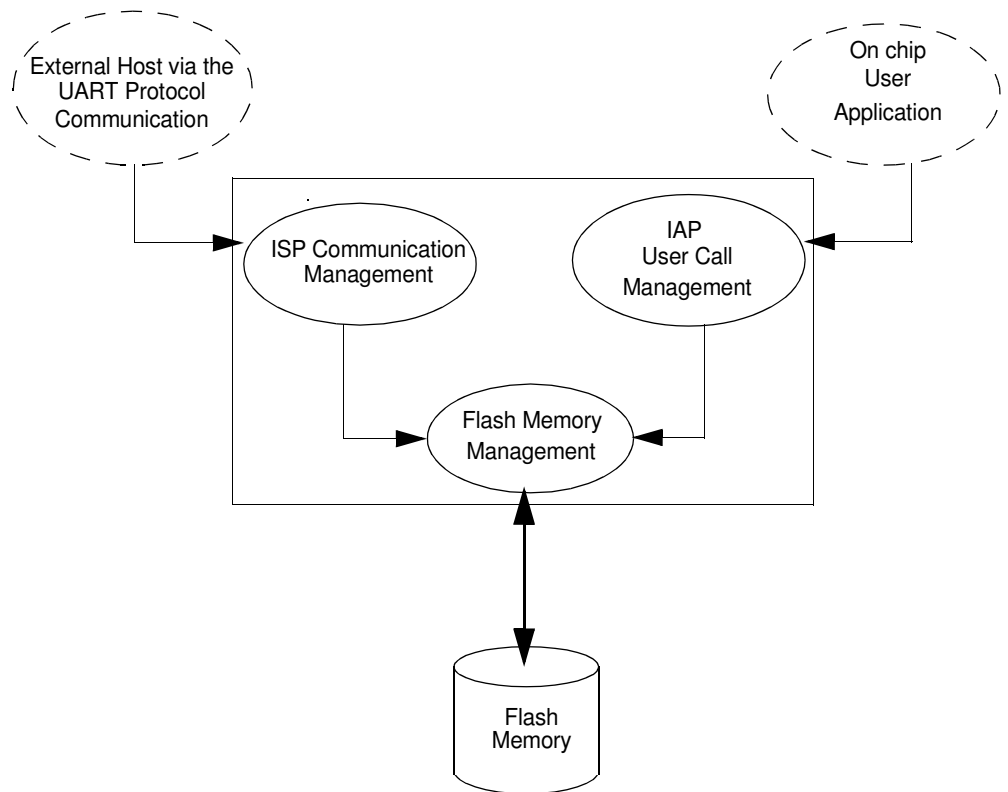 External Host via the
UART Protocol
Communication
On chip
User
Application
ISP Communication
Management
IAP
User Call
Management
Flash Memory
Management
Flash
Memory